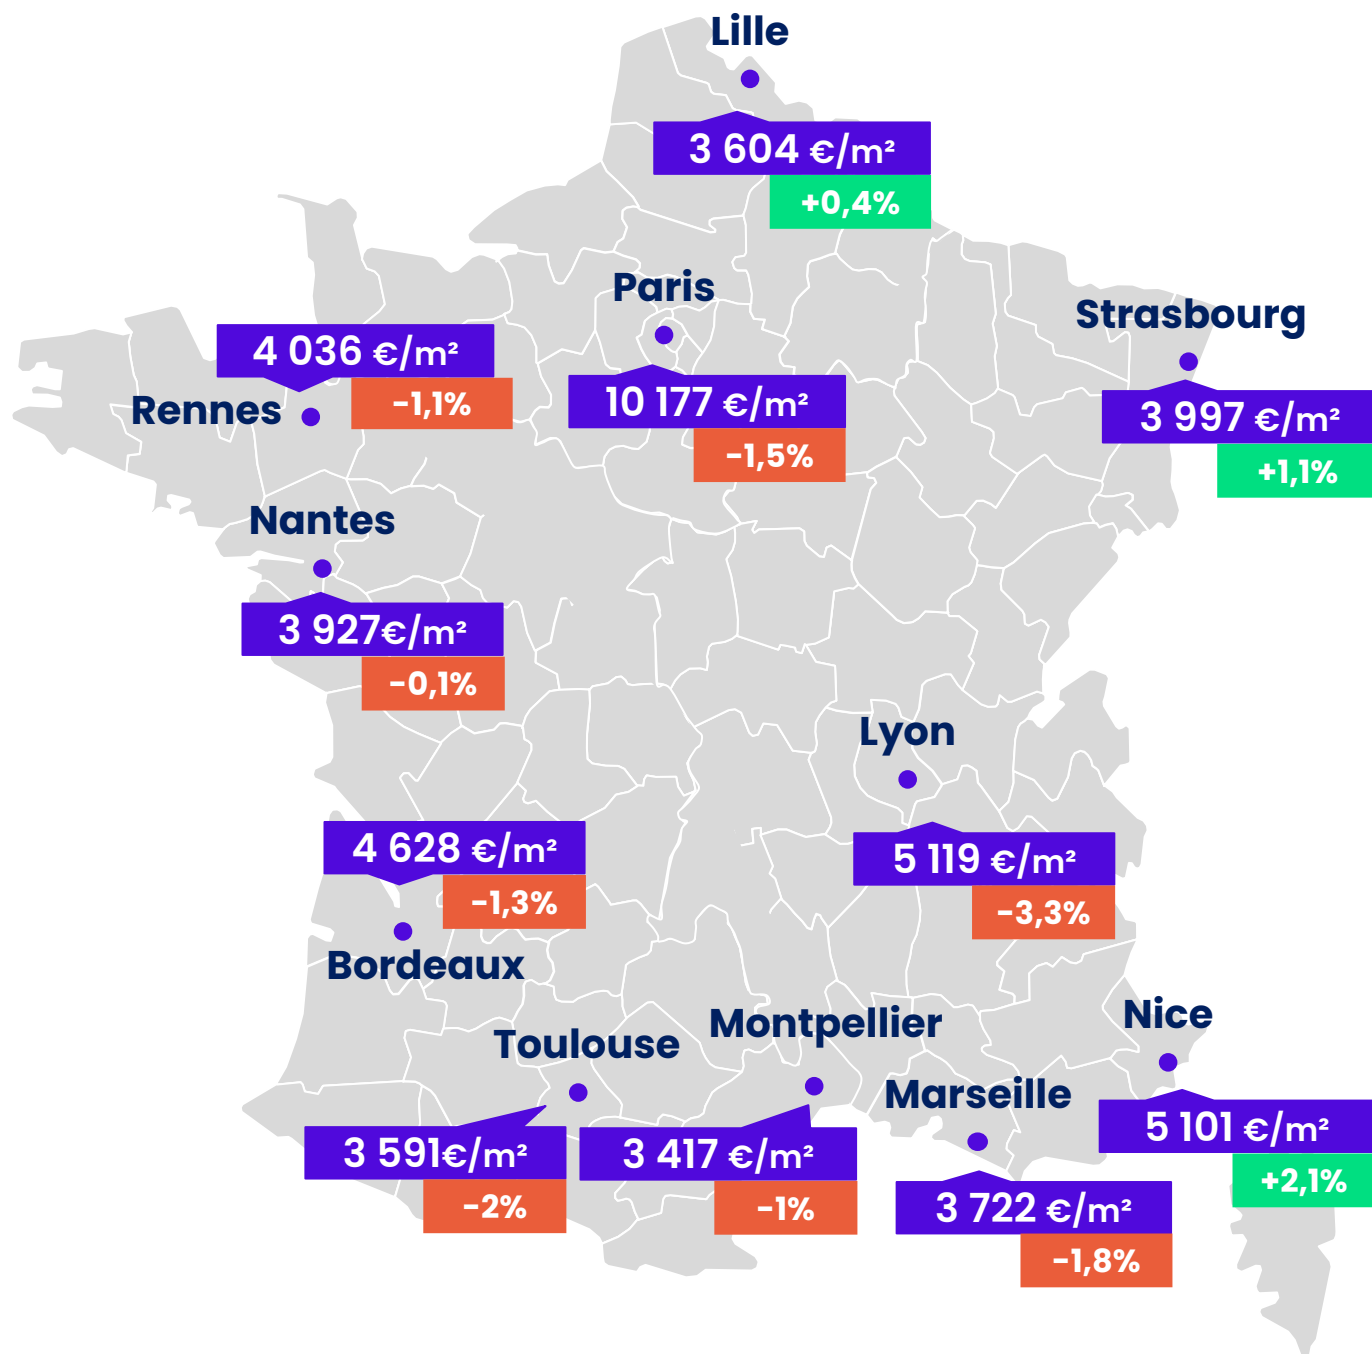 Lille
3 604 €/m²
+0,4%
Paris
10 177 €/m²
-1,5%
Strasbourg
3 997 €/m²
+1,1%
4 036 €/m²
-1,1%
Rennes
Nantes
3 927€/m²
-0,1%
Lyon
5 119 €/m²
-3,3%
4 628 €/m²
-1,3%
Bordeaux
Toulouse
3 591€/m²
-2%
Montpellier
3 417 €/m²
-1%
Marseille
3 722 €/m²
-1,8%
Nice
5 101 €/m²
+2,1%